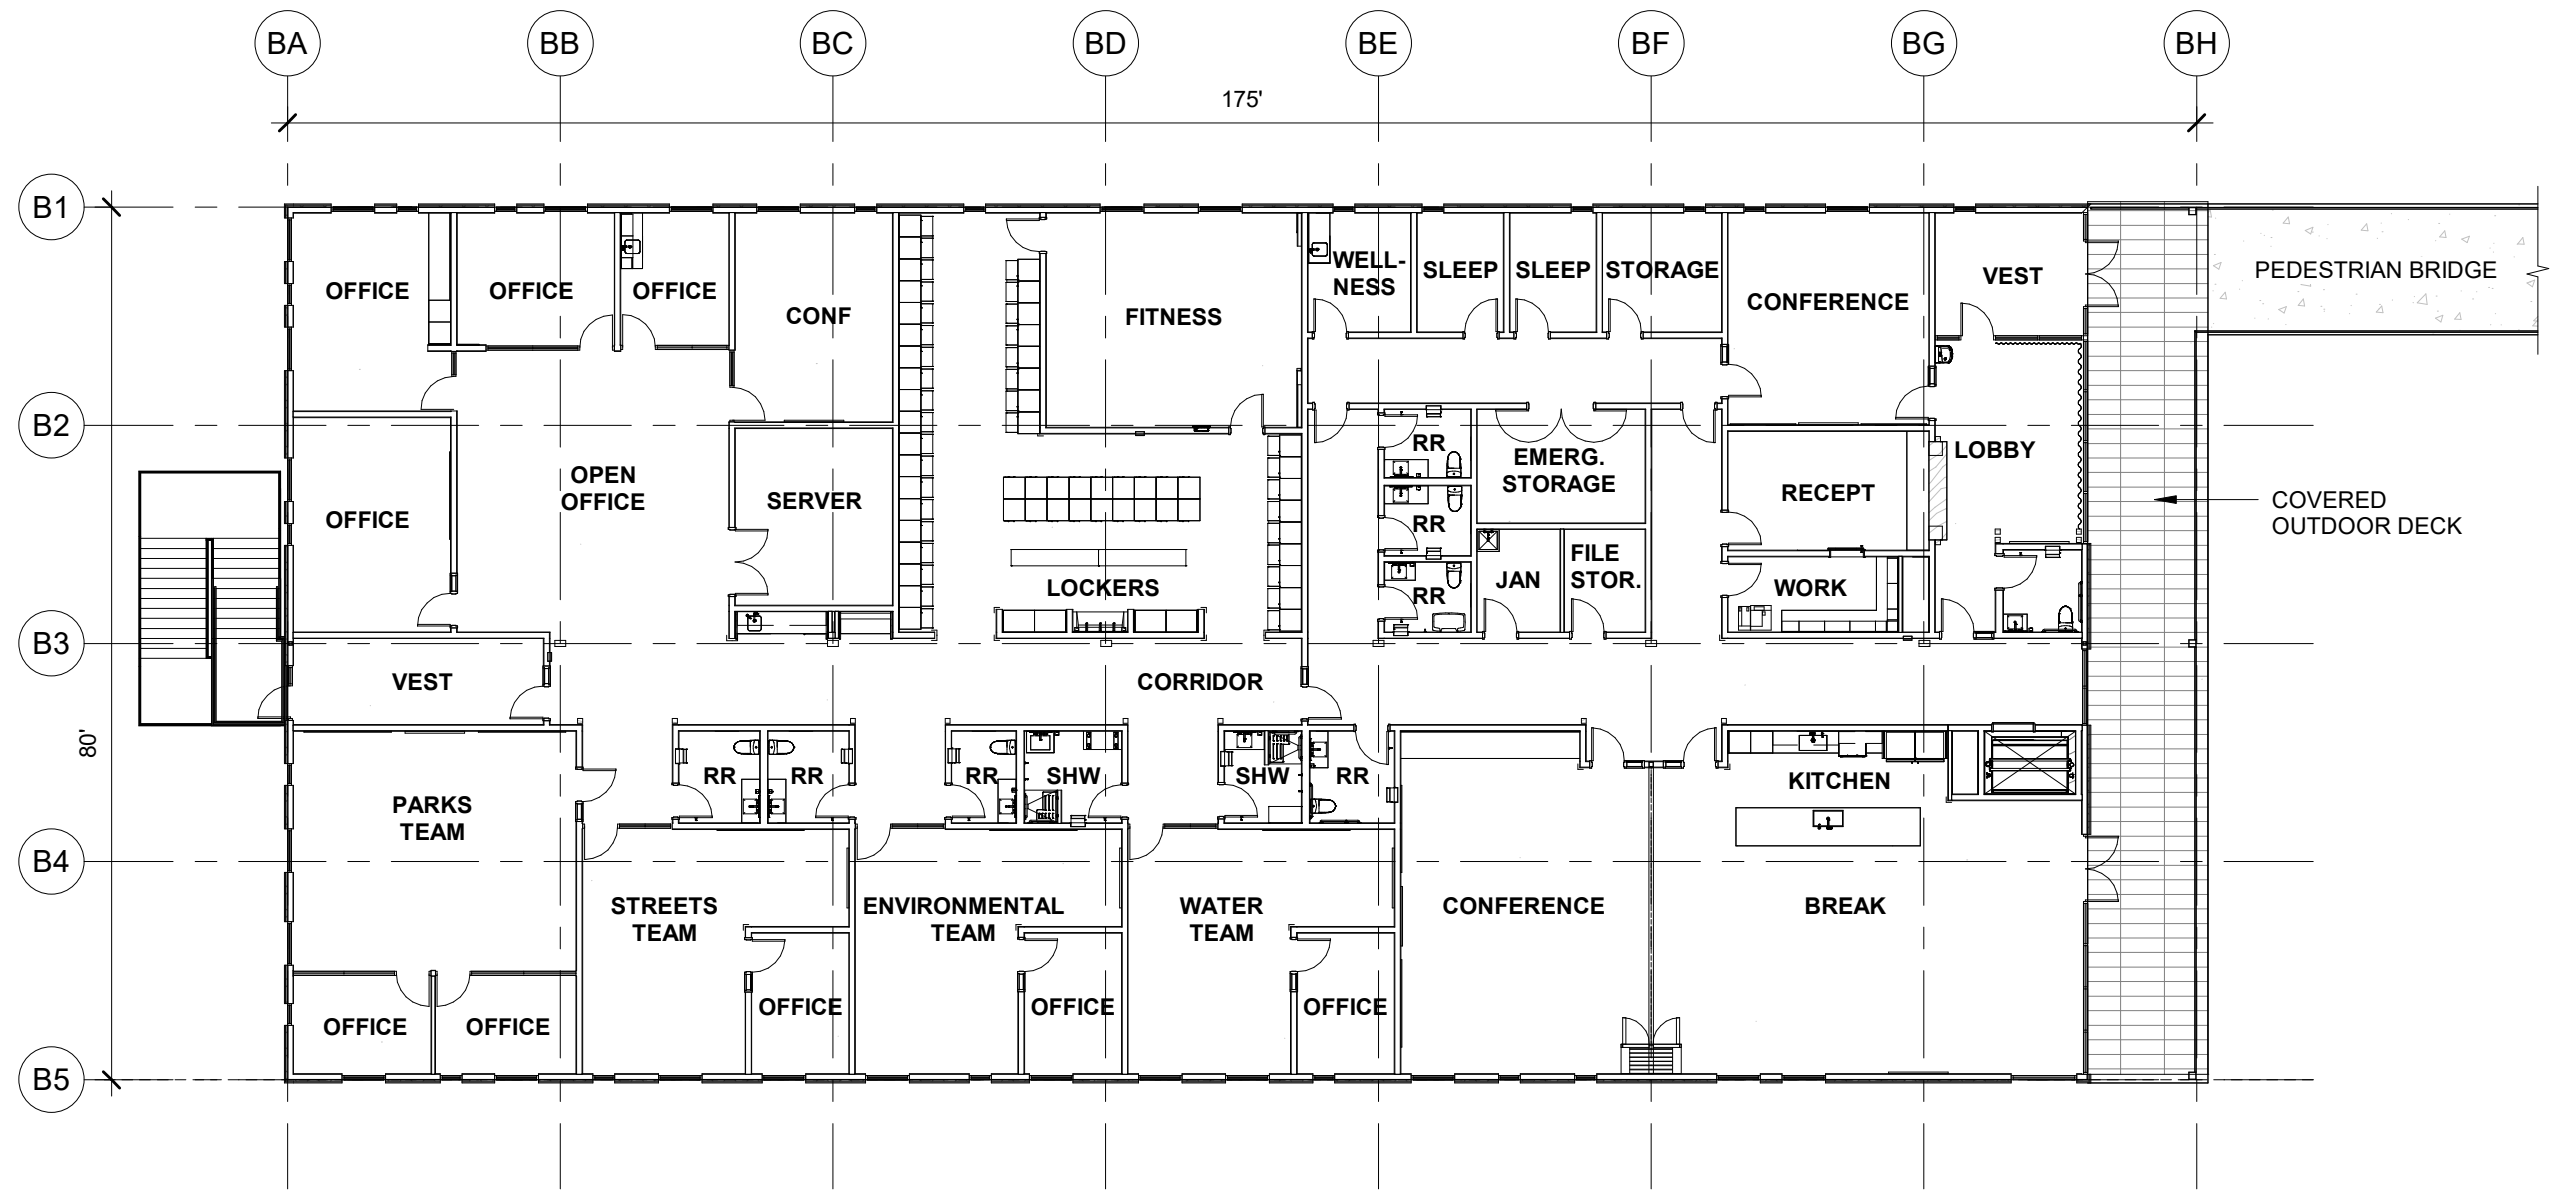 BA
BB
BC
BD
BE
BF
BG
BH
175'
B1
B2
B3
B4
B5
80'
OFFICE
OFFICE
OFFICE
CONF
FITNESS
WELL-
NESS
SLEEP
SLEEP
STORAGE
CONFERENCE
VEST
PEDESTRIAN BRIDGE
OFFICE
OPEN
OFFICE
SERVER
LOCKERS
RR
RR
RR
EMERG.
STORAGE
JAN
FILE
STOR.
RECEPT
WORK
LOBBY
COVERED
OUTDOOR DECK
VEST
CORRIDOR
PARKS
TEAM
RR
RR
RR
SHW
SHW
RR
KITCHEN
STREETS
TEAM
ENVIRONMENTAL
TEAM
WATER
TEAM
CONFERENCE
BREAK
OFFICE
OFFICE
OFFICE
OFFICE
OFFICE